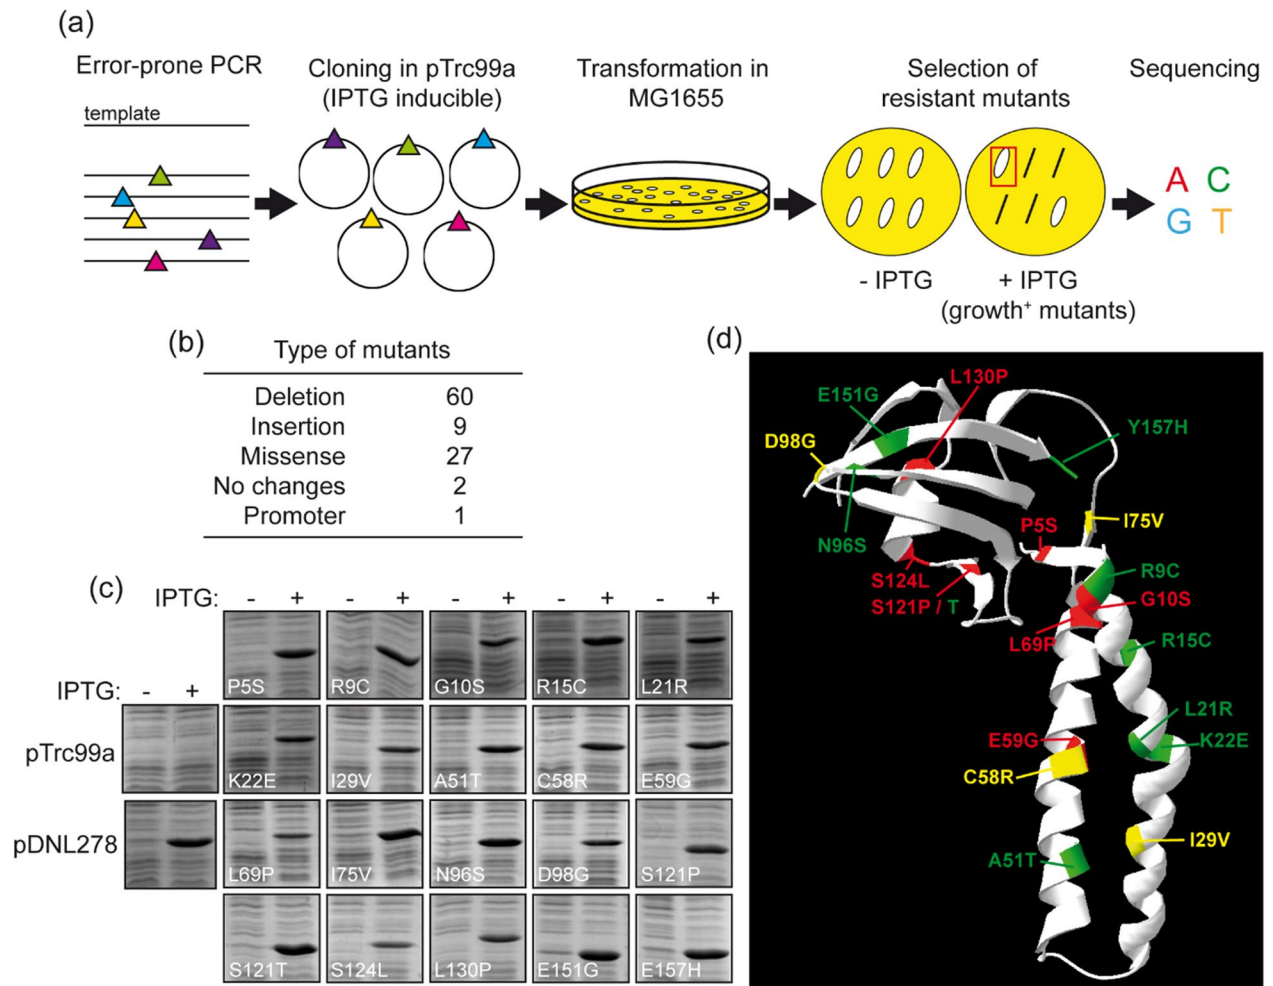 (a)
Error-prone PCR
template
Cloning in pTrc99a
(IPTG inducible)
Transformation in
MG1655
Selection of
resistant mutants
- IPTG
+ IPTG
(growth⁺ mutants)
Sequencing
A C
G T
(b)
Type of mutants
Deletion 60
Insertion 9
Missense 27
No changes 2
Promoter 1
(c)
IPTG: - + - + - + - + - +
P5S R9C G10S R15C L21R
IPTG: - +
pTrc99a
K22E I29V A51T C58R E59G
pDNL278
L69P I75V N96S D98G S121P
S121T S124L L130P E151G E157H
(d)
L130P
E151G
Y157H
D98G
I75V
P5S
N96S
R9C
S124L
G10S
S121P / T
L69P
R15C
L21R
E59G
K22E
C58R
I29V
A51T